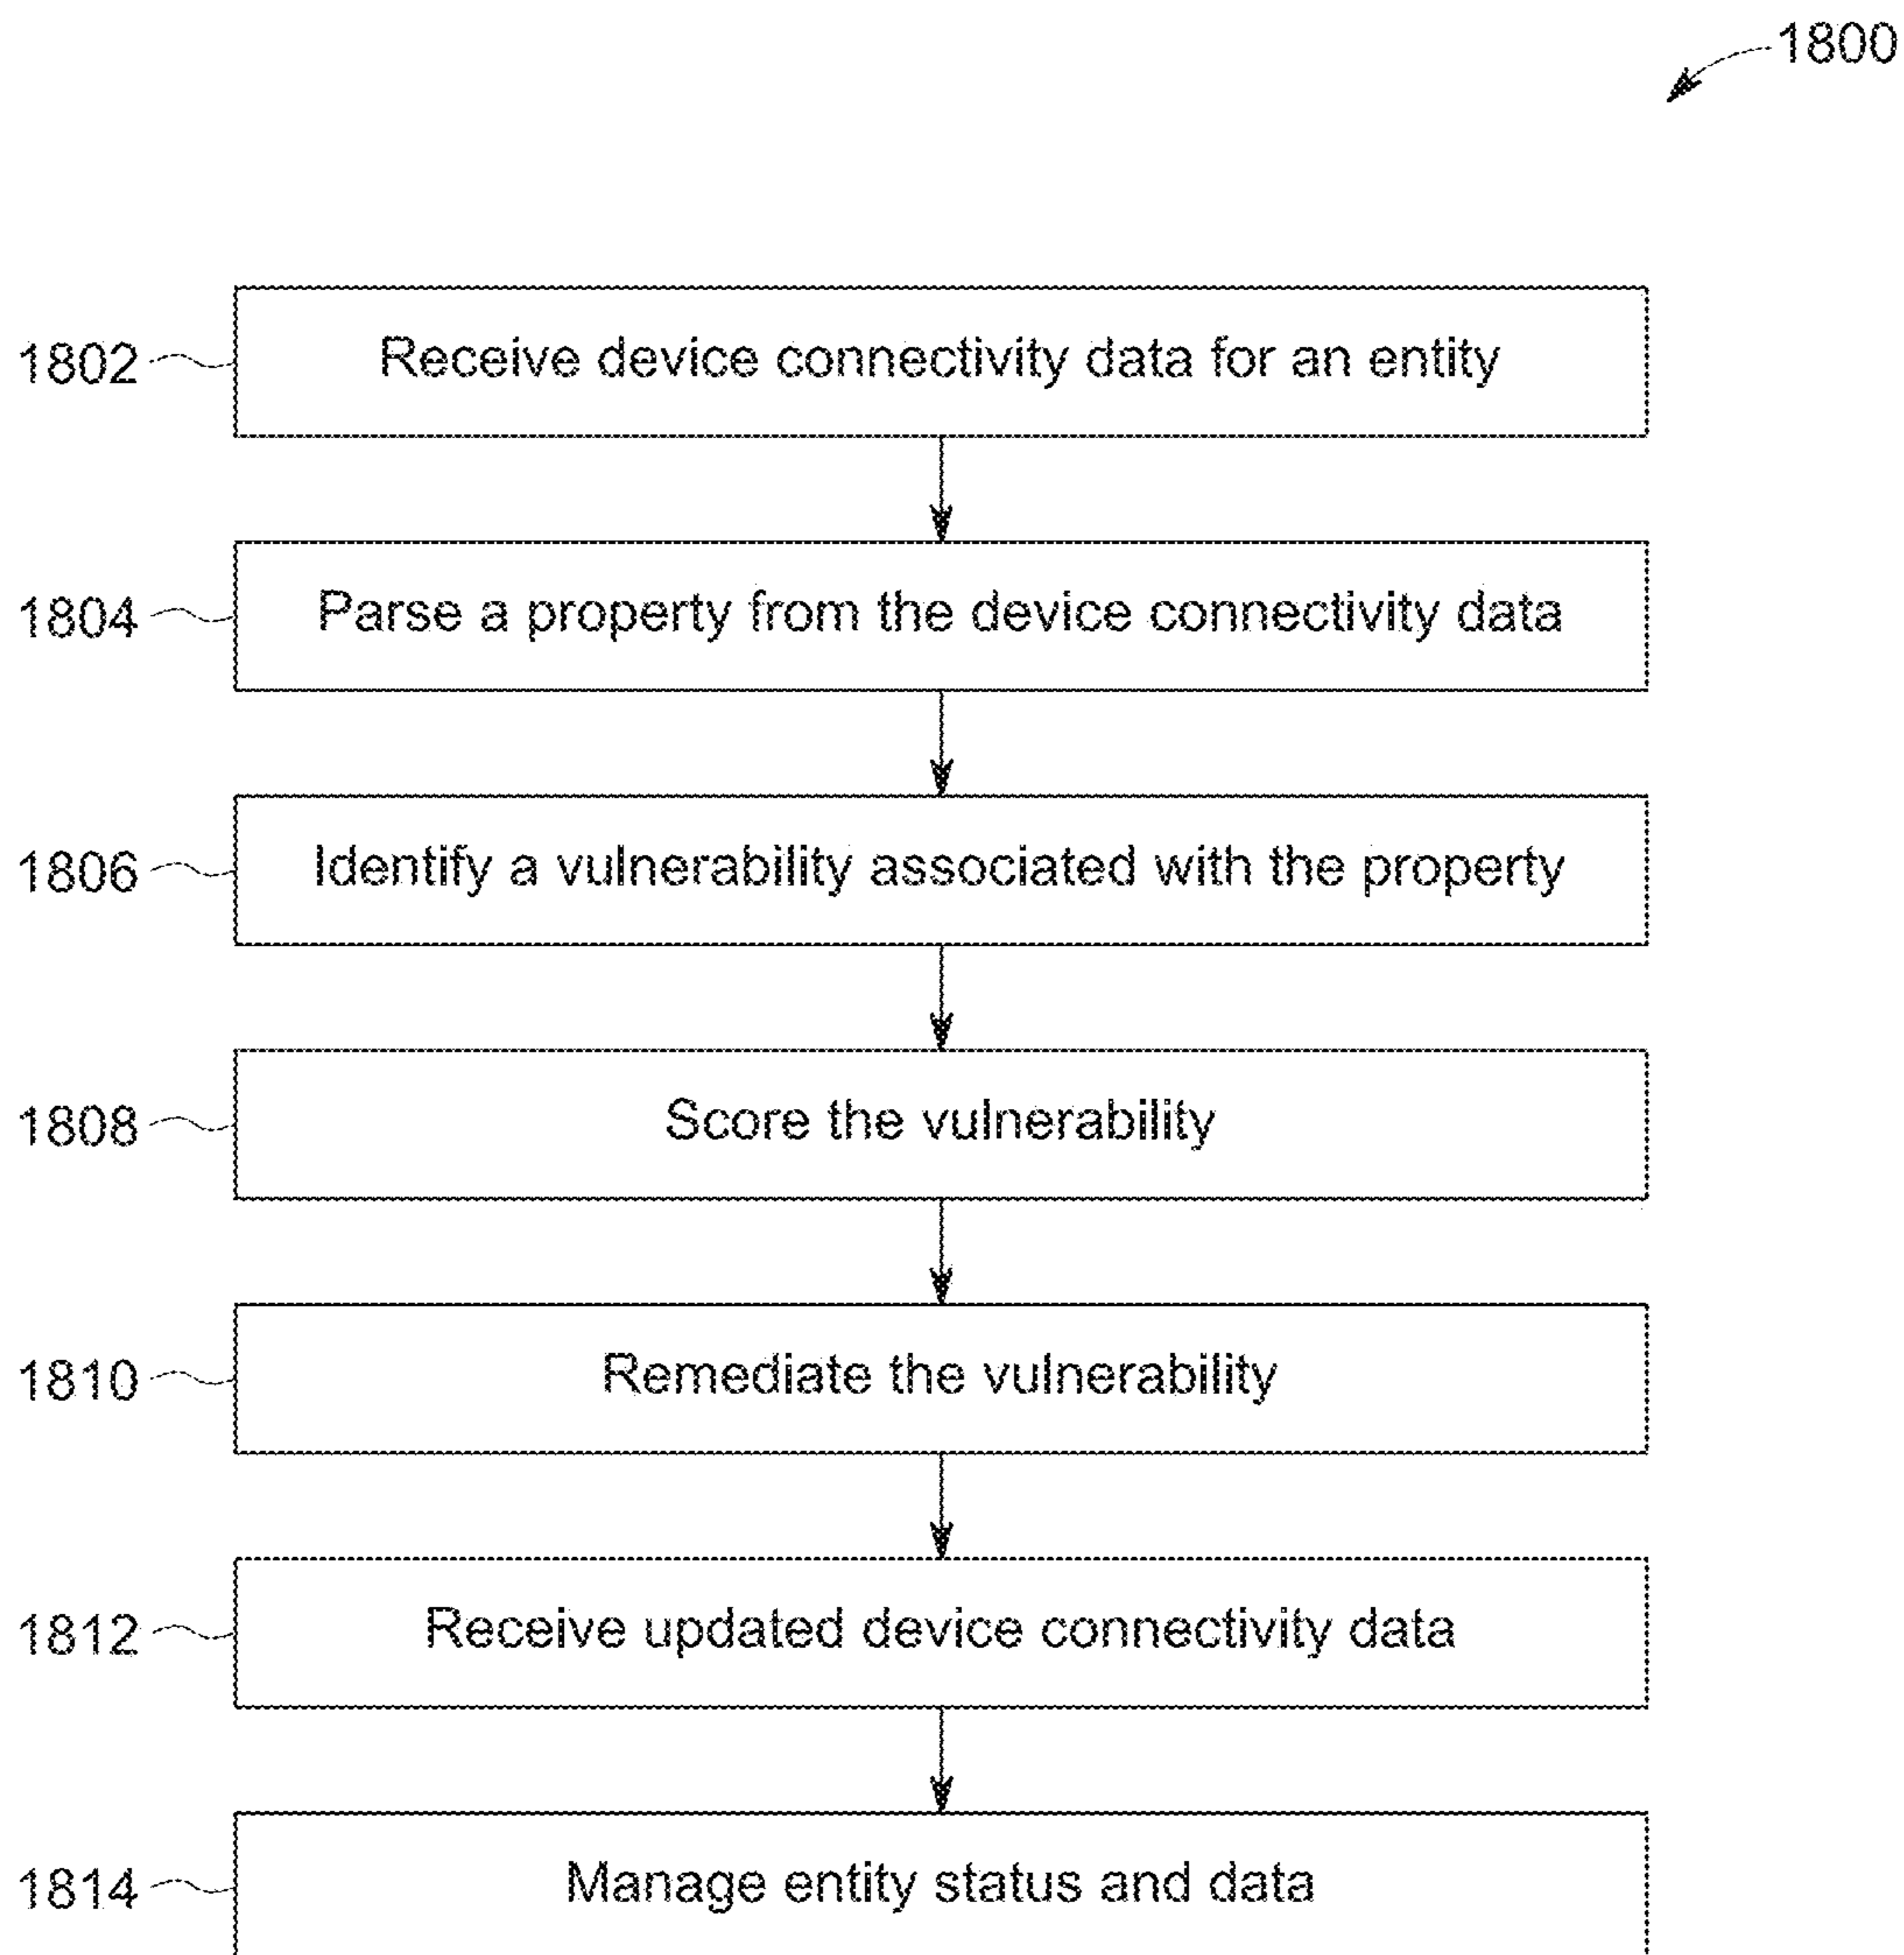 1800
1802 Receive device connectivity data for an entity
1804 Parse a property from the device connectivity data
1806 Identify a vulnerability associated with the property
1808 Score the vulnerability
1810 Remediate the vulnerability
1812 Receive updated device connectivity data
1814 Manage entity status and data